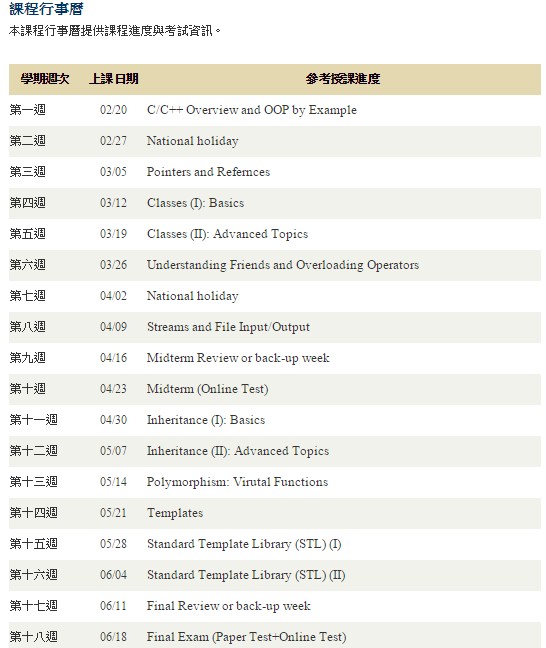 課程行事曆
本課程行事曆提供課程進度與考試資訊。
學期週次 上課日期 參考授課進度
第一週 02/20 C/C++ Overview and OOP by Example
第二週 02/27 National holiday
第三週 03/05 Pointers and Refernces
第四週 03/12 Classes (I): Basics
第五週 03/19 Classes (II): Advanced Topics
第六週 03/26 Understanding Friends and Overloading Operators
第七週 04/02 National holiday
第八週 04/09 Streams and File Input/Output
第九週 04/16 Midterm Review or back-up week
第十週 04/23 Midterm (Online Test)
第十一週 04/30 Inheritance (I): Basics
第十二週 05/07 Inheritance (II): Advanced Topics
第十三週 05/14 Polymorphism: Virutal Functions
第十四週 05/21 Templates
第十五週 05/28 Standard Template Library (STL) (I)
第十六週 06/04 Standard Template Library (STL) (II)
第十七週 06/11 Final Review or back-up week
第十八週 06/18 Final Exam (Paper Test+Online Test)